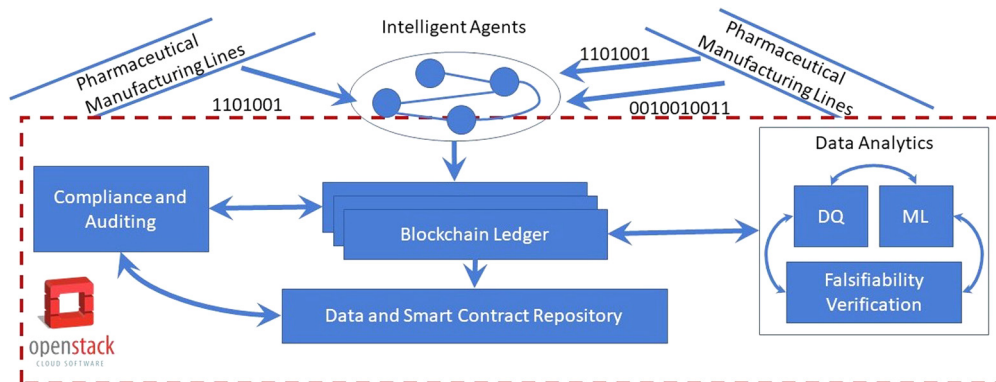 Intelligent Agents
Pharmaceutical
Manufacturing Lines
1101001
1101001
0010010011
Pharmaceutical
Manufacturing Lines
Compliance and
Auditing
Blockchain Ledger
Data and Smart Contract Repository
Data Analytics
DQ
ML
Falsifiability
Verification
openstack
CLOUD SOFTWARE